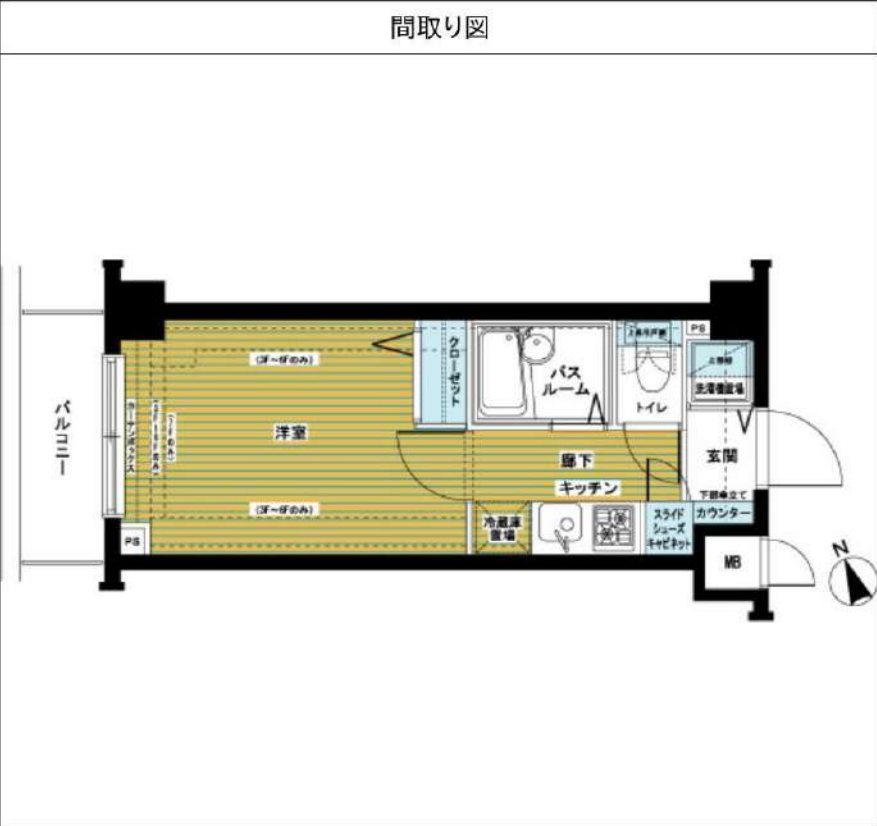 間取り図
バルコニー
カーテンボックス
(3F~6Fのみ)
洋室
(3F~6Fのみ)
PS
クローゼット
バス
ルーム
トイレ
PS
洗濯機置場
玄関
廊下
キッチン
冷蔵庫
置場
スライド
シューズ
キャビネット
下部傘立て
カウンター
MB
N